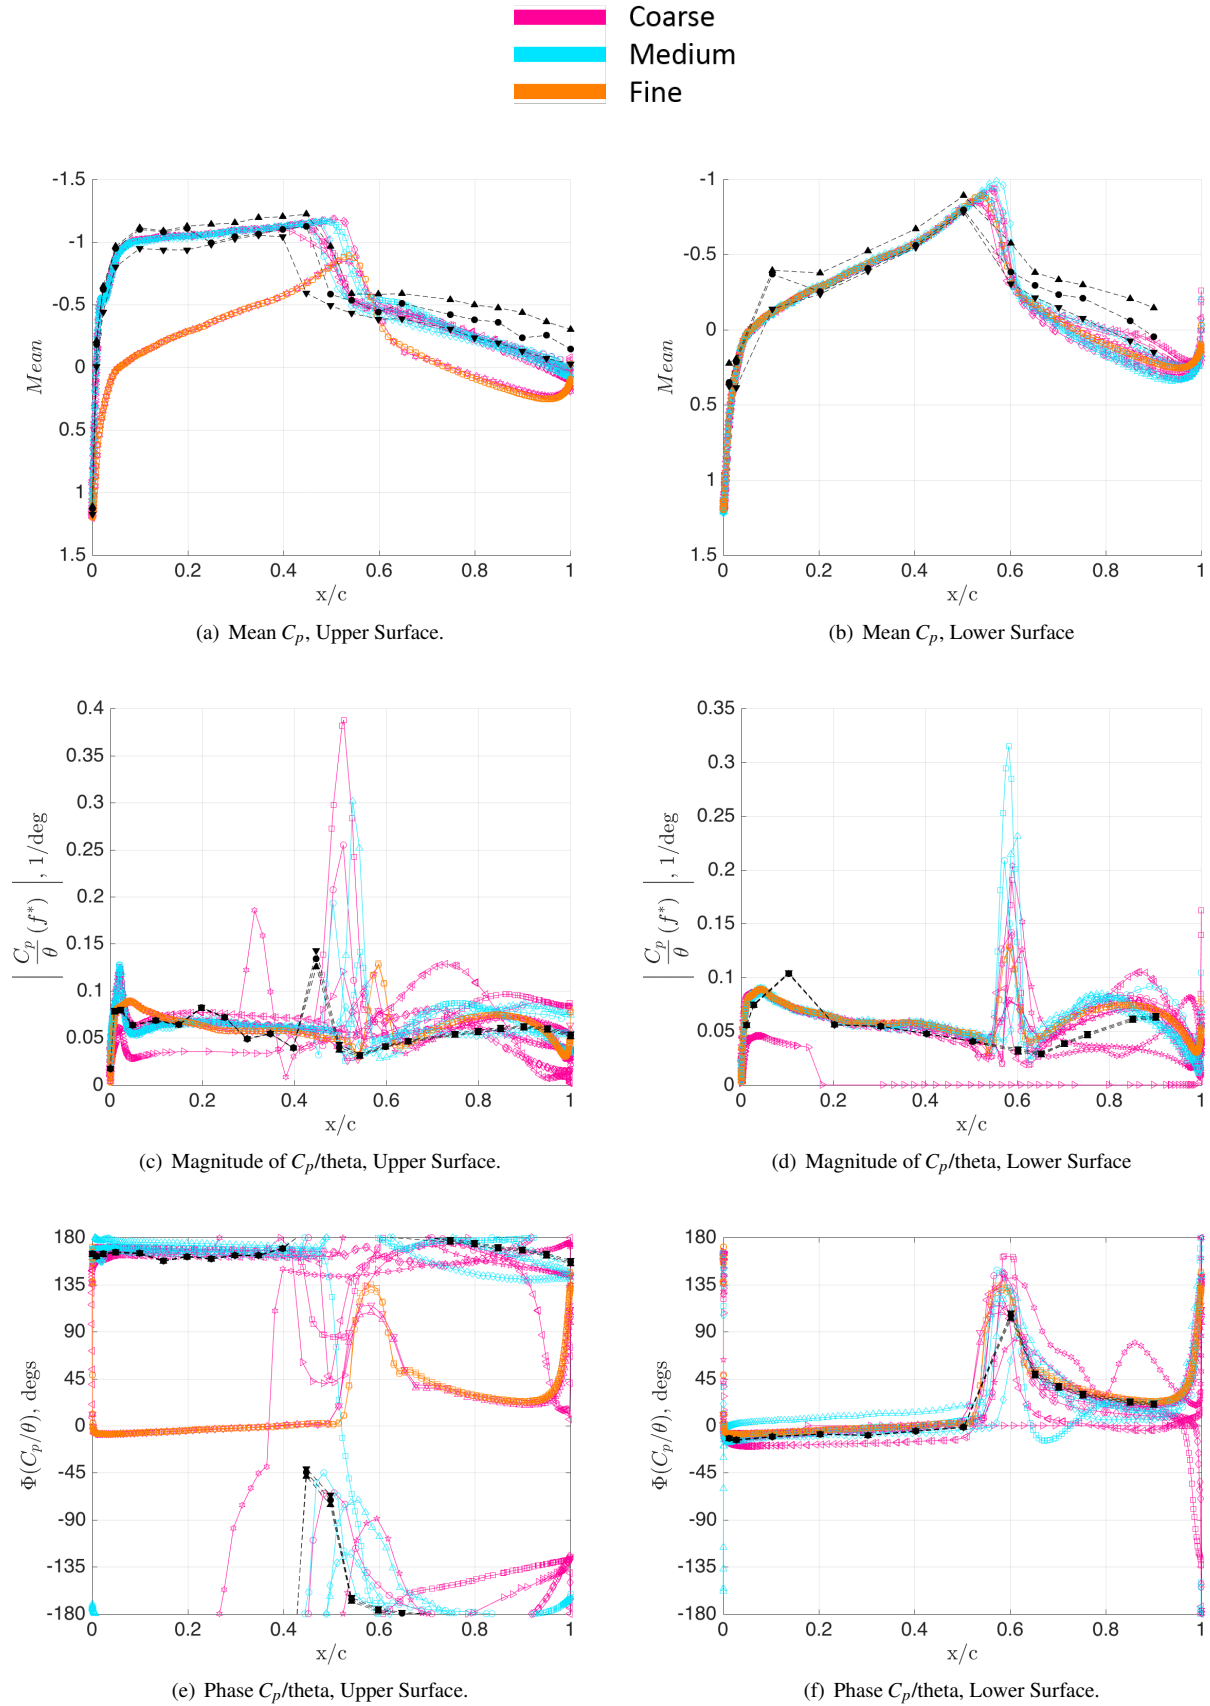 Coarse
Medium
Fine
-1.5
-1
-0.5
0
0.5
1
1.5
Mean
0 0.2 0.4 0.6 0.8 1
x/c
(a) Mean Cₚ, Upper Surface.
-1
-0.5
0
0.5
1
1.5
Mean
0 0.2 0.4 0.6 0.8 1
x/c
(b) Mean Cₚ, Lower Surface
0.4
0.35
0.3
0.25
0.2
0.15
0.1
0.05
0
|Cₚ/θ (f*)|, 1/deg
0 0.2 0.4 0.6 0.8 1
x/c
(c) Magnitude of Cₚ/theta, Upper Surface.
0.35
0.3
0.25
0.2
0.15
0.1
0.05
0
|Cₚ/θ (f*)|, 1/deg
0 0.2 0.4 0.6 0.8 1
x/c
(d) Magnitude of Cₚ/theta, Lower Surface
180
135
90
45
0
-45
-90
-135
-180
Φ(Cₚ/θ), degs
0 0.2 0.4 0.6 0.8 1
x/c
(e) Phase Cₚ/theta, Upper Surface.
180
135
90
45
0
-45
-90
-135
-180
Φ(Cₚ/θ), degs
0 0.2 0.4 0.6 0.8 1
x/c
(f) Phase Cₚ/theta, Lower Surface.